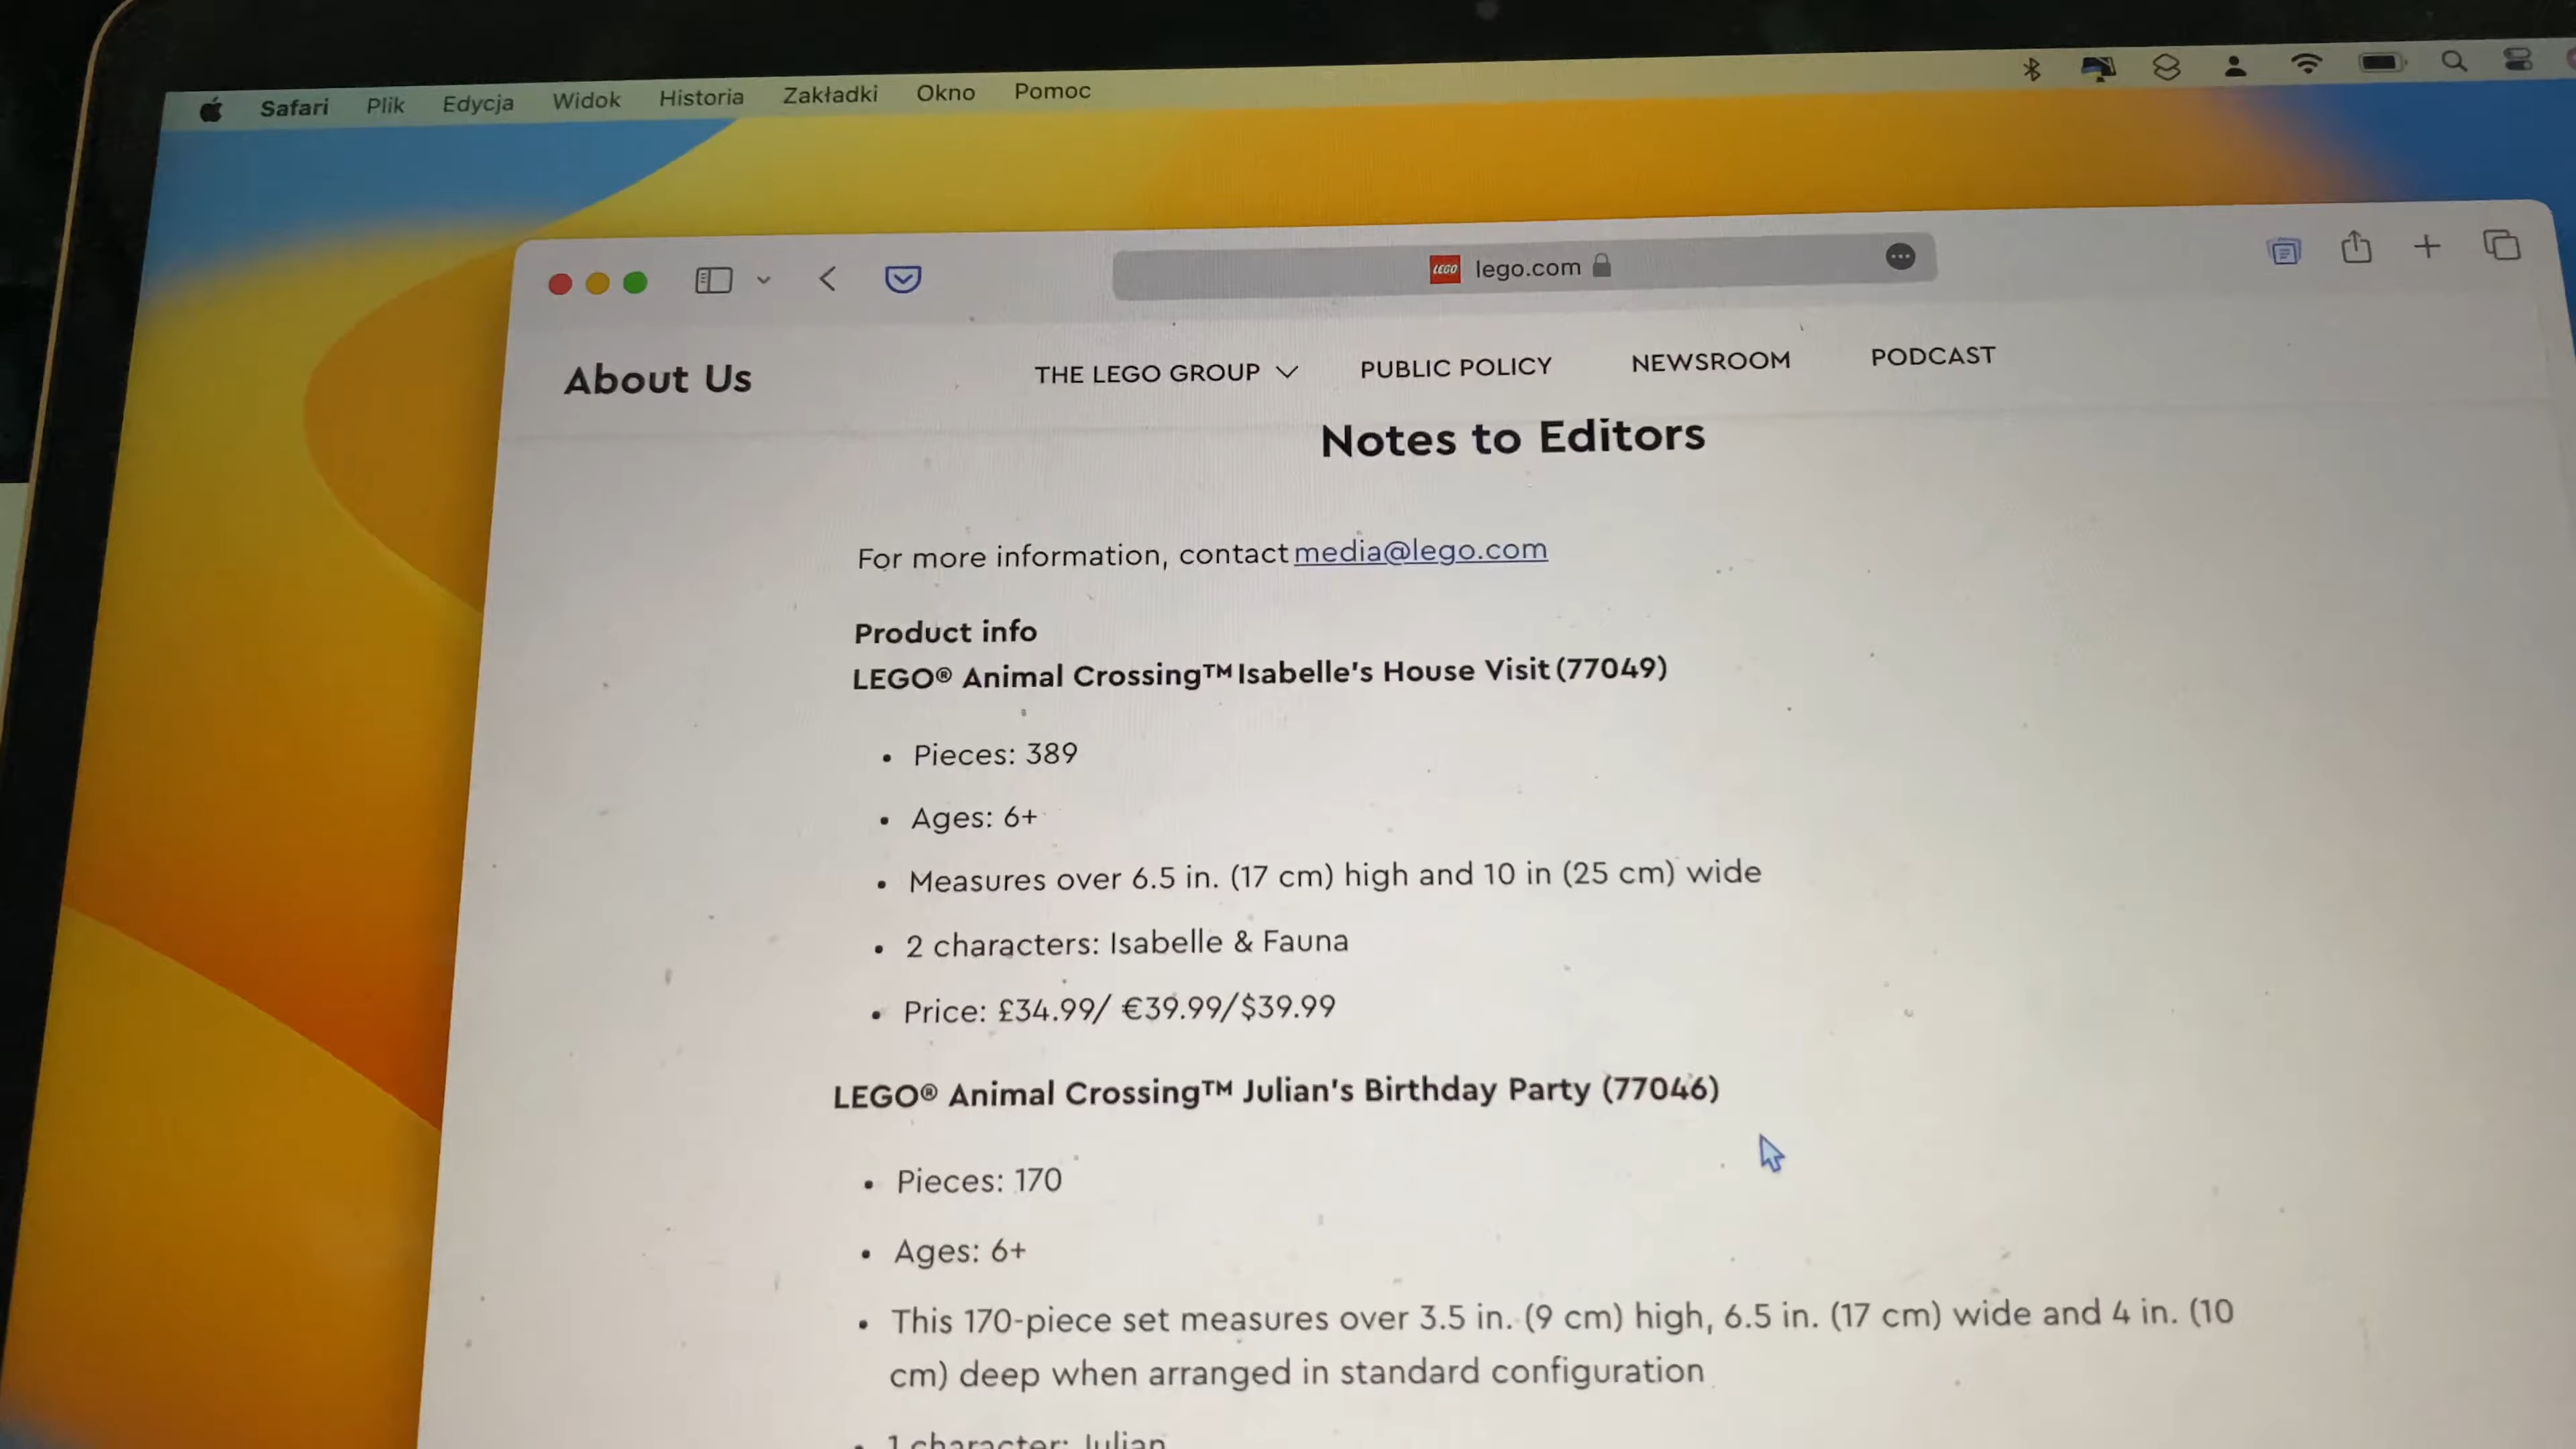 Safari Plik Edycja Widok Historia Zakładki Okno Pomoc
LEGO lego.com
About Us THE LEGO GROUP PUBLIC POLICY NEWSROOM PODCAST
Notes to Editors
For more information, contact media@lego.com
Product info
LEGO® Animal Crossing™ Isabelle's House Visit (77049)
• Pieces: 389
• Ages: 6+
• Measures over 6.5 in. (17 cm) high and 10 in (25 cm) wide
• 2 characters: Isabelle & Fauna
• Price: £34.99/ €39.99/$39.99
LEGO® Animal Crossing™ Julian's Birthday Party (77046)
• Pieces: 170
• Ages: 6+
• This 170-piece set measures over 3.5 in. (9 cm) high, 6.5 in. (17 cm) wide and 4 in. (10
cm) deep when arranged in standard configuration
• 1 character: Julian